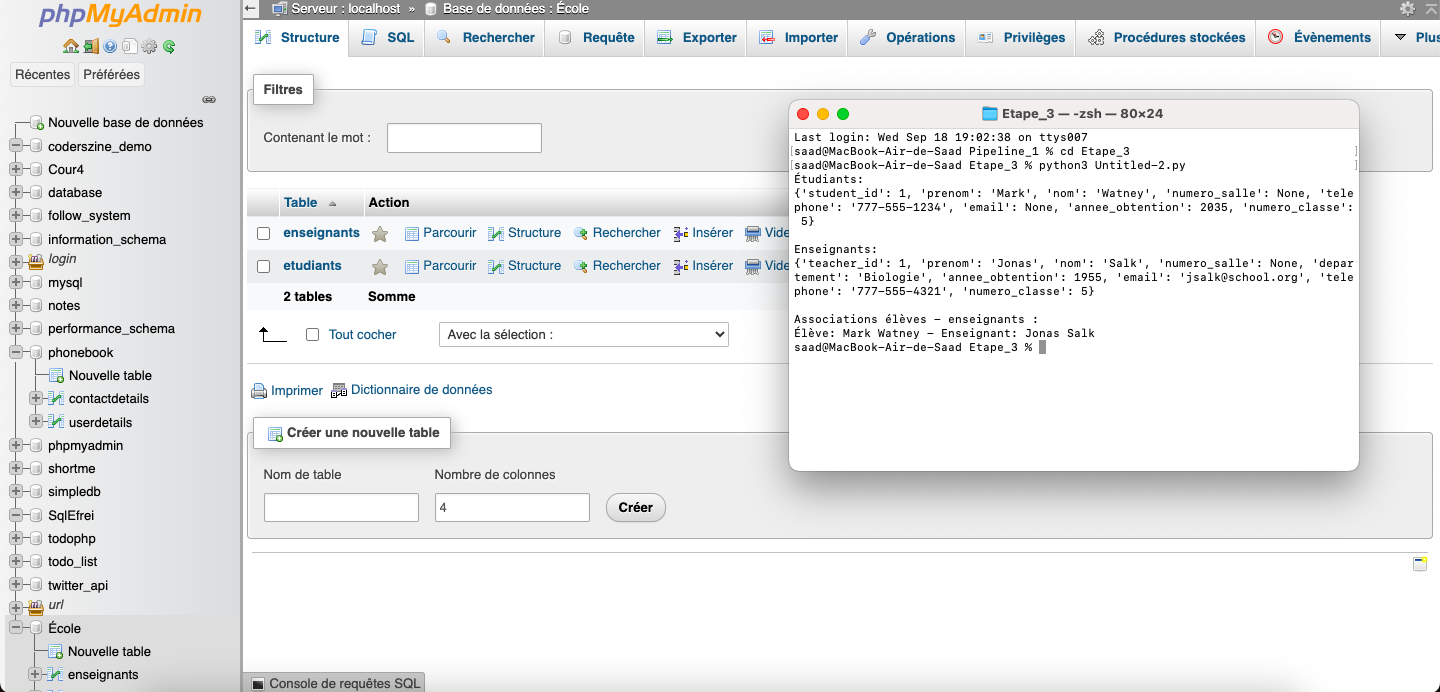 phpMyAdmin
Récentes Préférées
Nouvelle base de données
coderszine_demo
Cour4
database
follow_system
information_schema
login
mysql
notes
performance_schema
phonebook
Nouvelle table
contactdetails
userdetails
phpmyadmin
shortme
simpledb
SqlEfrei
todophp
todo_list
twitter_api
url
École
Nouvelle table
enseignants
Serveur : localhost » Base de données : École
Structure SQL Rechercher Requête Exporter Importer Opérations Privilèges Procédures stockées Évènements Plus
Filtres
Contenant le mot :
Table Action
enseignants Parcourir Structure Rechercher Insérer Vide
etudiants Parcourir Structure Rechercher Insérer Vide
2 tables Somme
Tout cocher Avec la sélection :
Imprimer Dictionnaire de données
Créer une nouvelle table
Nom de table Nombre de colonnes
4 Créer
Console de requêtes SQL
Etape_3 — -zsh — 80×24
Last login: Wed Sep 18 19:02:38 on ttys007
[saad@MacBook-Air-de-Saad Pipeline_1 % cd Etape_3 ]
[saad@MacBook-Air-de-Saad Etape_3 % python3 Untitled-2.py ]
Étudiants:
{'student_id': 1, 'prenom': 'Mark', 'nom': 'Watney', 'numero_salle': None, 'tele
phone': '777-555-1234', 'email': None, 'annee_obtention': 2035, 'numero_classe':
5}
Enseignants:
{'teacher_id': 1, 'prenom': 'Jonas', 'nom': 'Salk', 'numero_salle': None, 'depar
tement': 'Biologie', 'annee_obtention': 1955, 'email': 'jsalk@school.org', 'tele
phone': '777-555-4321', 'numero_classe': 5}
Associations élèves - enseignants :
Élève: Mark Watney - Enseignant: Jonas Salk
saad@MacBook-Air-de-Saad Etape_3 %